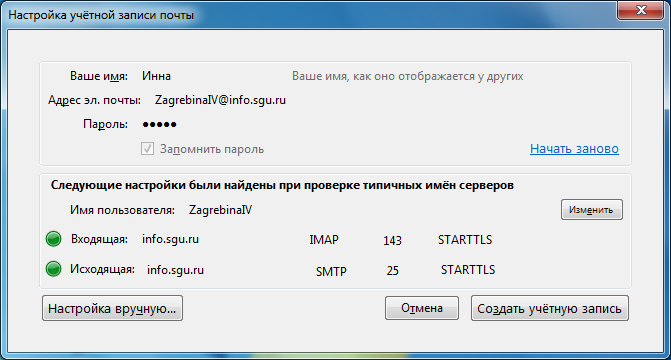 Настройка учётной записи почты
Ваше имя: Инна Ваше имя, как оно отображается у других
Адрес эл. почты: ZagrebinaIV@info.sgu.ru
Пароль: •••••
Запомнить пароль Начать заново
Следующие настройки были найдены при проверке типичных имён серверов
Имя пользователя: ZagrebinaIV Изменить
Входящая: info.sgu.ru IMAP 143 STARTTLS
Исходящая: info.sgu.ru SMTP 25 STARTTLS
Настройка вручную... Отмена Создать учётную запись